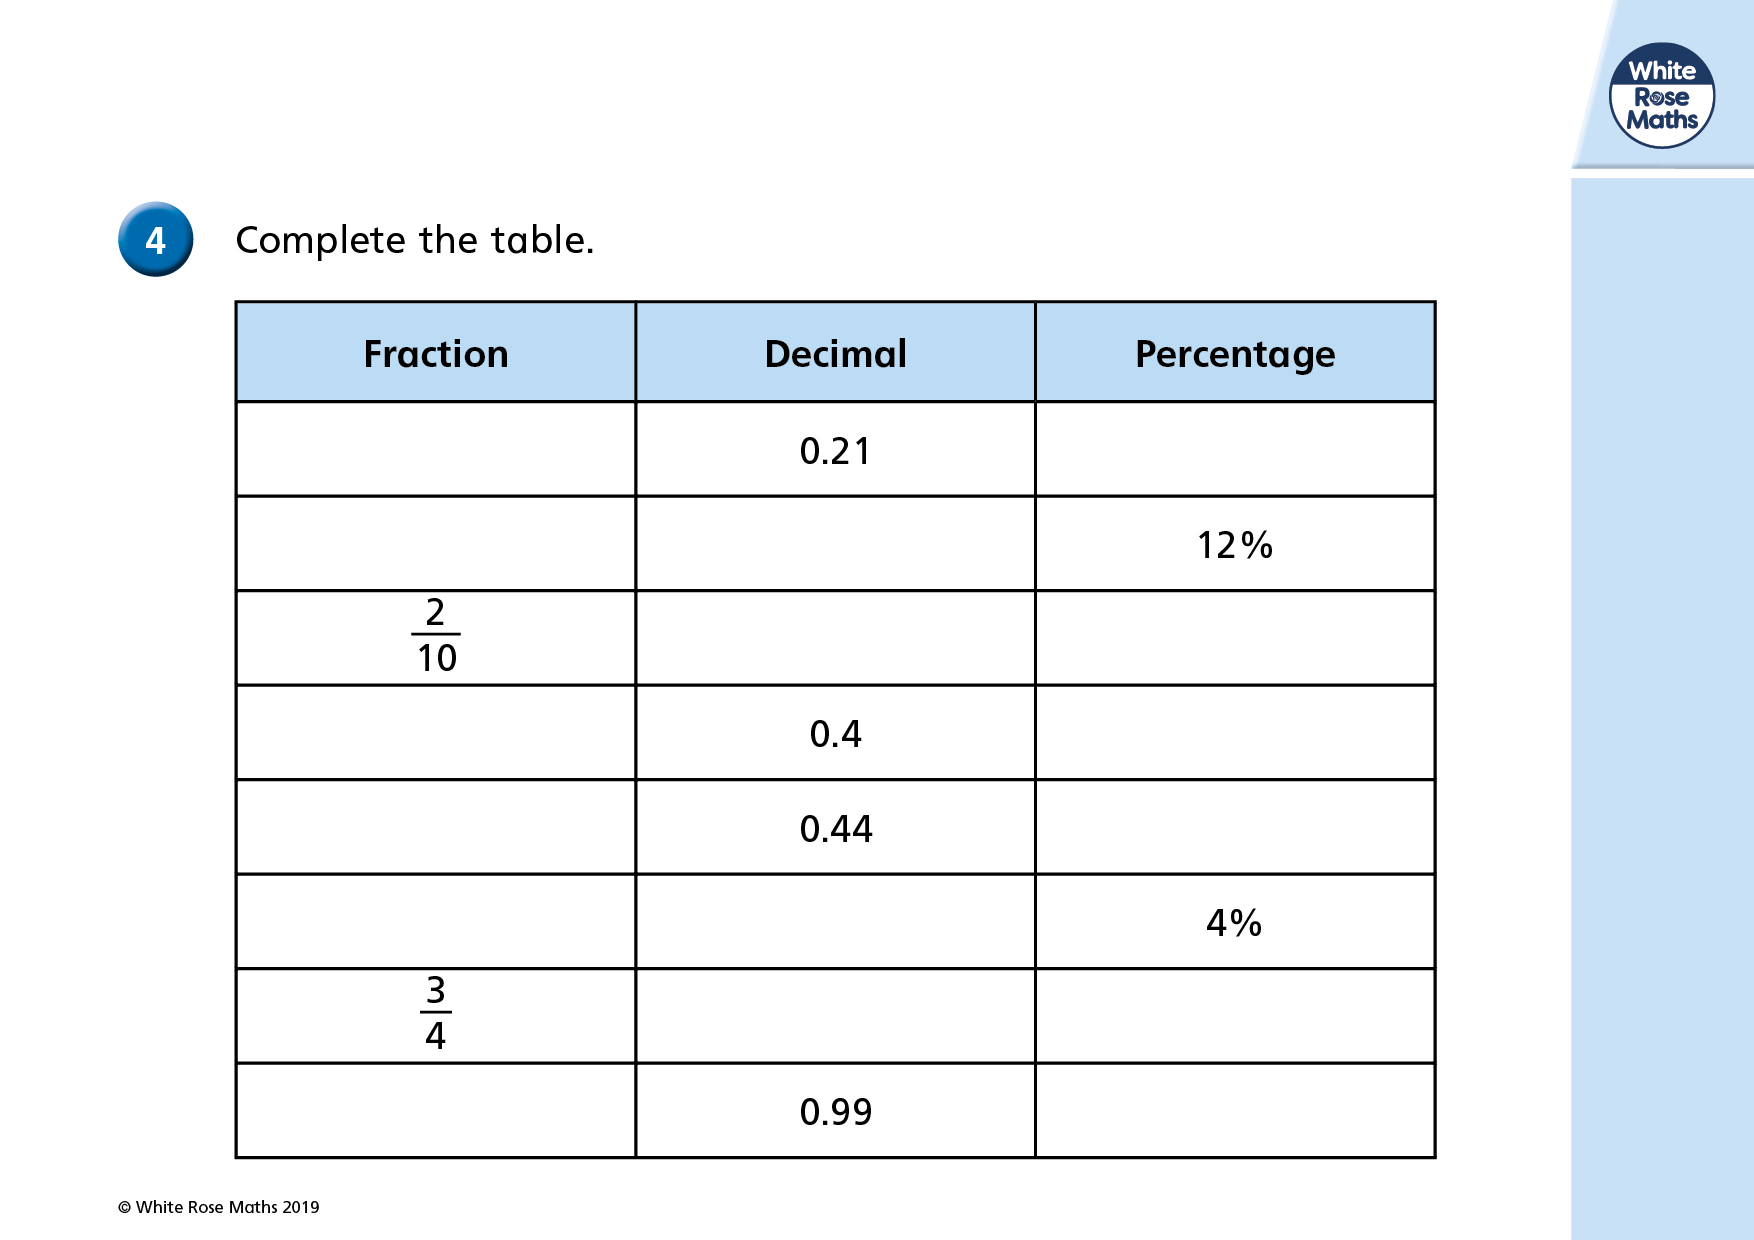 White
Rose
Maths
4 Complete the table.
Fraction Decimal Percentage
0.21
12%
2
10
0.4
0.44
4%
3
4
0.99
© White Rose Maths 2019